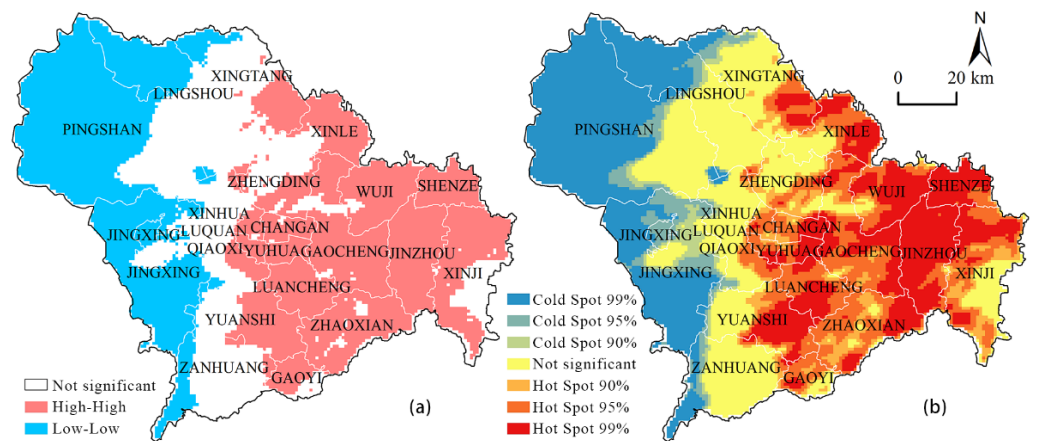 XINGTANG
LINGSHOU
PINGSHAN
XINLE
ZHENGDING
WUJI
SHENZE
XINHUA
JINGXING
LUQUAN
CHANGAN
QIAOXI
YUHUA
GAOCHENG
JINZHOU
JINGXING
XINJI
LUANCHENG
YUANSHI
ZHAOXIAN
ZANHUANG
GAOYI
Not significant
High-High
Low-Low
(a)
N
0 20 km
XINGTANG
LINGSHOU
PINGSHAN
XINLE
ZHENGDING
WUJI
SHENZE
XINHUA
JINGXING
LUQUAN
CHANGAN
QIAOXI
YUHUA
GAOCHENG
JINZHOU
JINGXING
XINJI
LUANCHENG
YUANSHI
ZHAOXIAN
ZANHUANG
GAOYI
Cold Spot 99%
Cold Spot 95%
Cold Spot 90%
Not significant
Hot Spot 90%
Hot Spot 95%
Hot Spot 99%
(b)